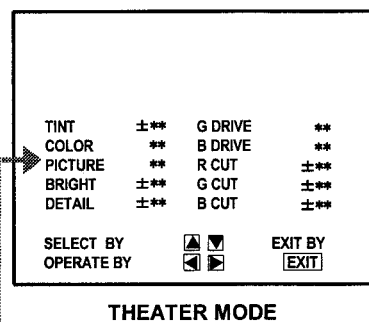 TINT ±** G DRIVE **
COLOR ** B DRIVE **
PICTURE ** R CUT ±**
BRIGHT ±** G CUT ±**
DETAIL ±** B CUT ±**
SELECT BY ▲ ▼ EXIT BY
OPERATE BY ◀ ▶ EXIT
THEATER MODE